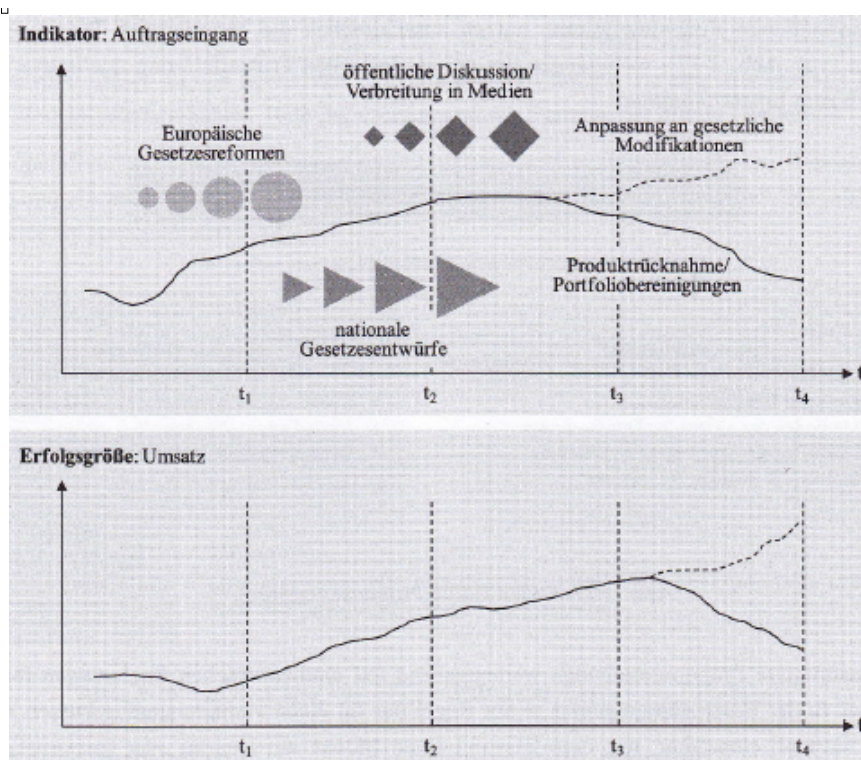 Indikator: Auftragseingang
öffentliche Diskussion/
Verbreitung in Medien
Europäische
Gesetzesreformen
Anpassung an gesetzliche
Modifikationen
Produktrücknahme/
Portfoliobereinigungen
nationale
Gesetzesentwürfe
t
t₁
t₂
t₃
t₄
Erfolgsgröße: Umsatz
t
t₁
t₂
t₃
t₄